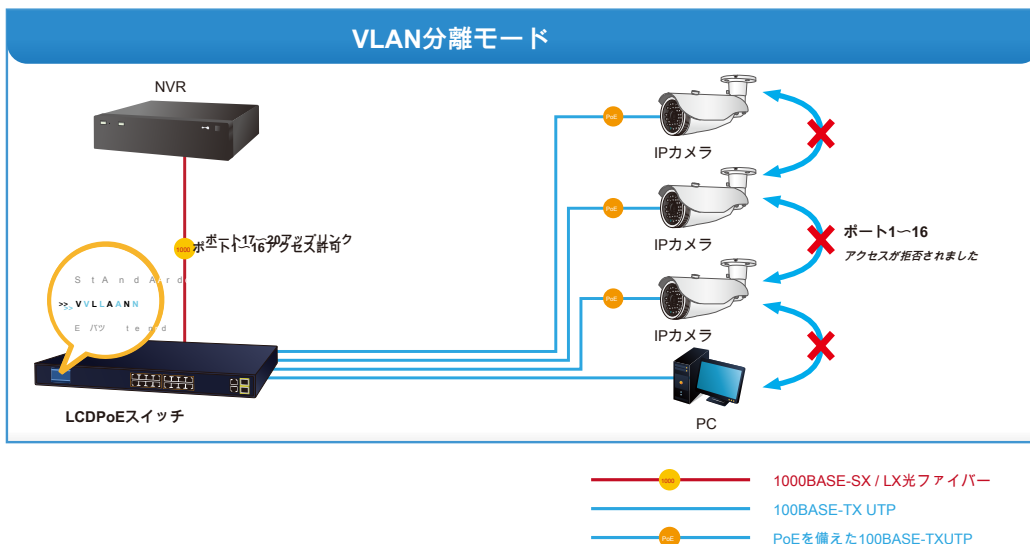 VLAN分離モード
NVR
PoE
IPカメラ
1000
ポート17〜20アップリンク
ポート1〜16アクセス許可
PoE
IPカメラ
ポート1〜16
アクセスが拒否されました
StAndArd
>> VVLLAANN
>>
E パツ tend
PoE
IPカメラ
LCDPoEスイッチ
PC
1000
1000BASE-SX / LX光ファイバー
100BASE-TX UTP
PoE
PoEを備えた100BASE-TXUTP